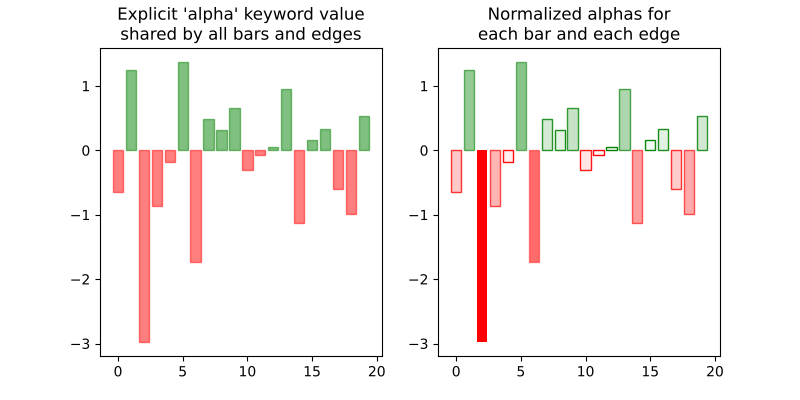 Explicit 'alpha' keyword value
shared by all bars and edges
1
0
−1
−2
−3
0 5 10 15 20
Normalized alphas for
each bar and each edge
1
0
−1
−2
−3
0 5 10 15 20